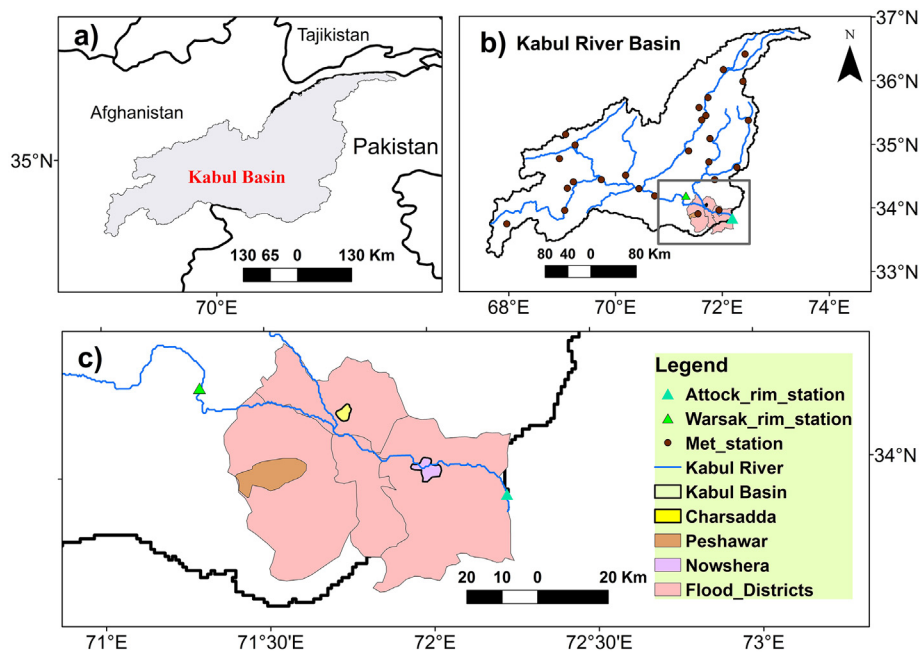 a)
Tajikistan
Afghanistan
Pakistan
Kabul Basin
35°N
130 65 0 130 Km
70°E
b) Kabul River Basin
N
37°N
36°N
35°N
34°N
33°N
80 40 0 80 Km
68°E 70°E 72°E 74°E
c)
Legend
Attock_rim_station
Warsak_rim_station
Met_station
Kabul River
Kabul Basin
Charsadda
Peshawar
Nowshera
Flood_Districts
34°N
20 10 0 20 Km
71°E 71°30'E 72°E 72°30'E 73°E